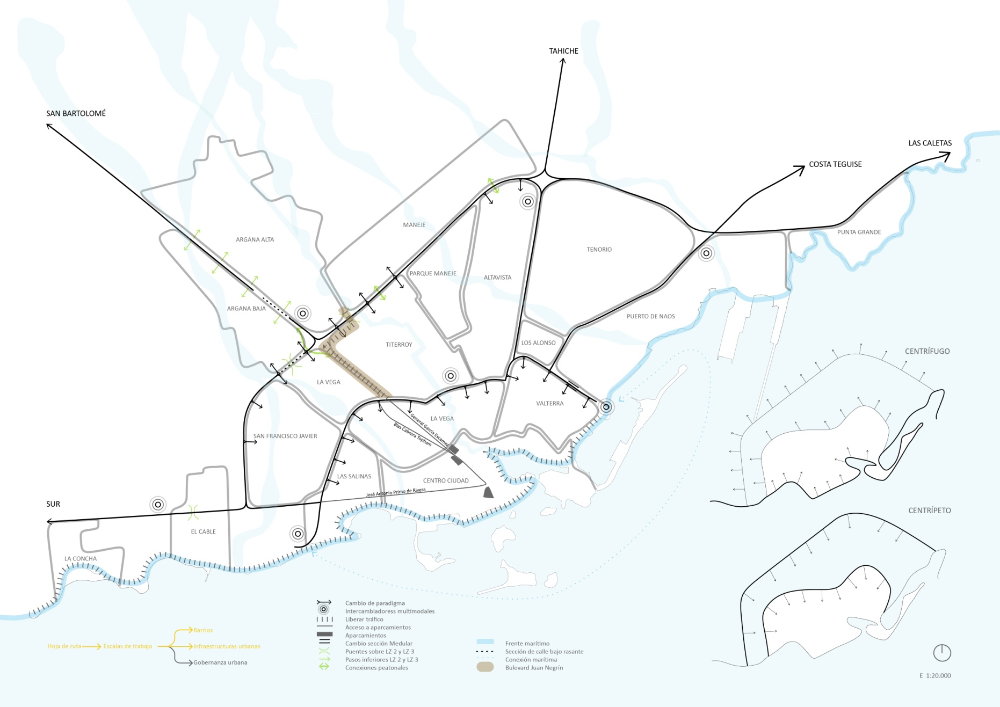 TAHICHE
SAN BARTOLOMÉ
LAS CALETAS
COSTA TEGUISE
MANEJE
PUNTA GRANDE
ARGANA ALTA
TENORIO
PARQUE MANEJE
ALTAVISTA
ARGANA BAJA
PUERTO DE NAOS
TITERROY
LOS ALONSO
CENTRÍFUGO
LA VEGA
VALTERRA
LA VEGA
General García Escamez
Blas Cabrera Topham
SAN FRANCISCO JAVIER
LAS SALINAS
CENTRO CIUDAD
José Antonio Primo de Rivera
SUR
CENTRÍPETO
EL CABLE
LA CONCHA
Cambio de paradigma
Intercambiadoress multimodales
Liberar tráfico
Acceso a aparcamientos
Aparcamientos
Cambio sección Medular
Puentes sobre LZ-2 y LZ-3
Pasos inferiores LZ-2 y LZ-3
Conexiones peatonales
Frente marítimo
Sección de calle bajo rasante
Conexión marítima
Bulevard Juan Negrín
Barrios
Hoja de ruta Escalas de trabajo Infraestructuras urbanas
Gobernanza urbana
E 1:20.000